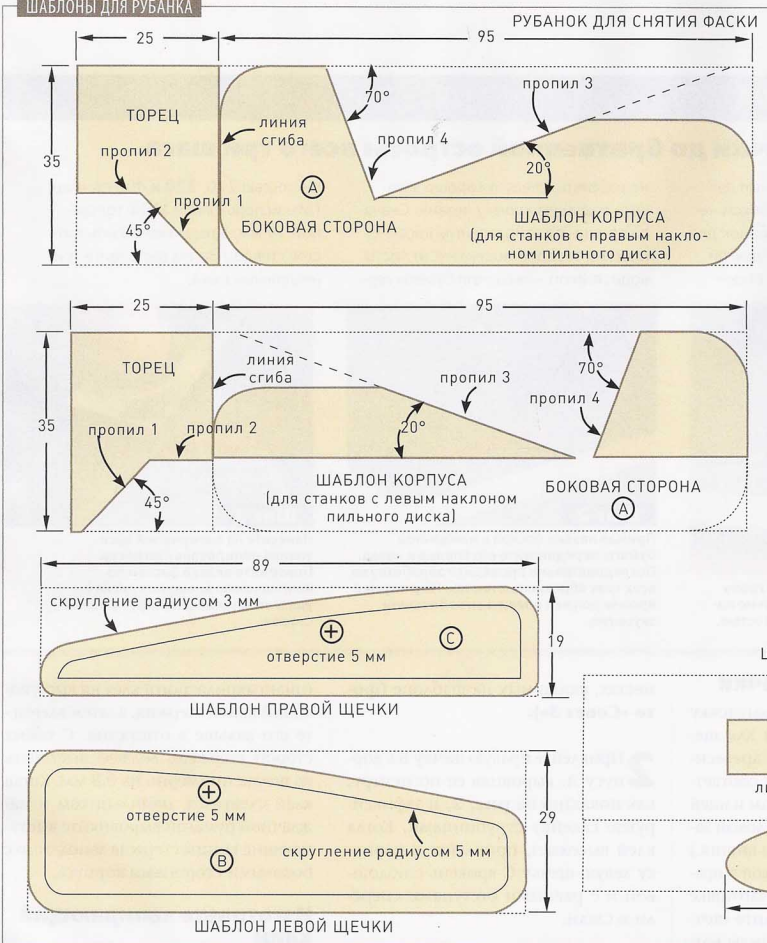 ШАБЛОНЫ ДЛЯ РУБАНКА
РУБАНОК ДЛЯ СНЯТИЯ ФАСКИ
25
95
35
ТОРЕЦ
пропил 2
пропил 1
45°
линия
сгиба
А
БОКОВАЯ СТОРОНА
70°
пропил 4
пропил 3
20°
ШАБЛОН КОРПУСА
(для станков с правым накло-
ном пильного диска)
25
95
35
ТОРЕЦ
пропил 1
пропил 2
45°
линия
сгиба
20°
пропил 3
70°
пропил 4
ШАБЛОН КОРПУСА
(для станков с левым наклоном
пильного диска)
БОКОВАЯ СТОРОНА
А
89
скругление радиусом 3 мм
отверстие 5 мм
С
19
ШАБЛОН ПРАВОЙ ЩЕЧКИ
отверстие 5 мм
В
скругление радиусом 5 мм
29
ШАБЛОН ЛЕВОЙ ЩЕЧКИ